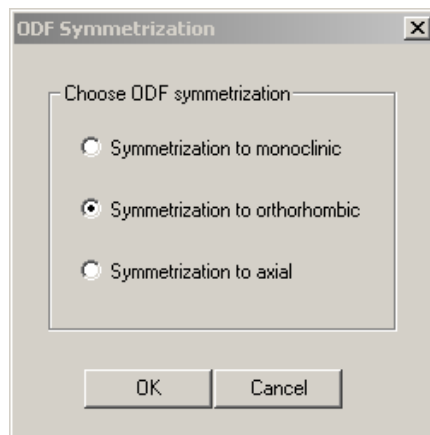 ODF Symmetrization
Choose ODF symmetrization
Symmetrization to monoclinic
Symmetrization to orthorhombic
Symmetrization to axial
OK
Cancel